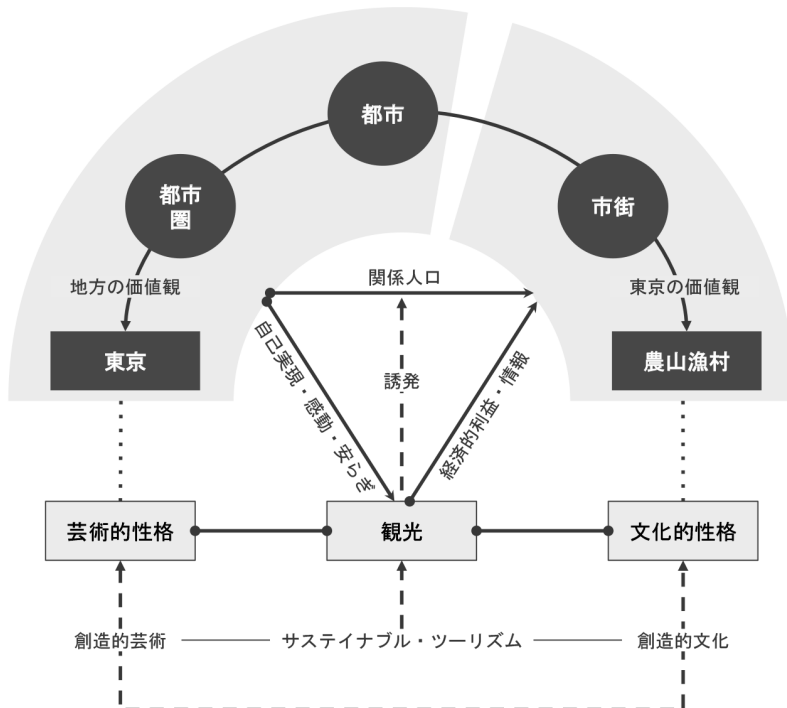 都市
都市
圏
市街
地方の価値観
関係人口
東京の価値観
東京
農山漁村
自己実現・感動・安らぎ
誘発
経済的利益・情報
芸術的性格
観光
文化的性格
創造的芸術
サステイナブル・ツーリズム
創造的文化